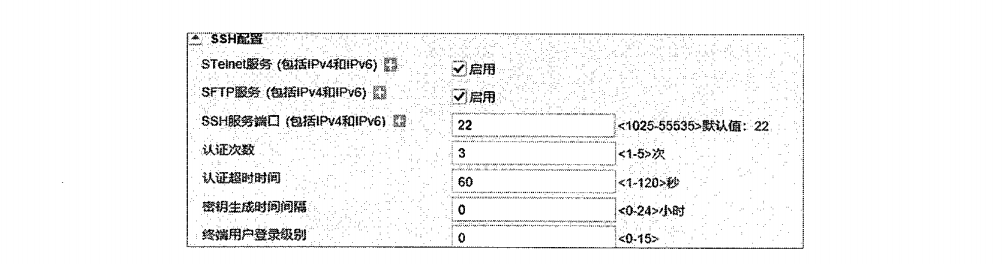 SSH配置
STelnet服务 (包括IPv4和IPv6)
启用
SFTP服务 (包括IPv4和IPv6)
启用
SSH服务端口 (包括IPv4和IPv6)
22
<1025-55535>默认值：22
认证次数
3
<1-5>次
认证超时时间
60
<1-120>秒
密钥生成时间间隔
0
<0-24>小时
终端用户登录级别
0
<0-15>